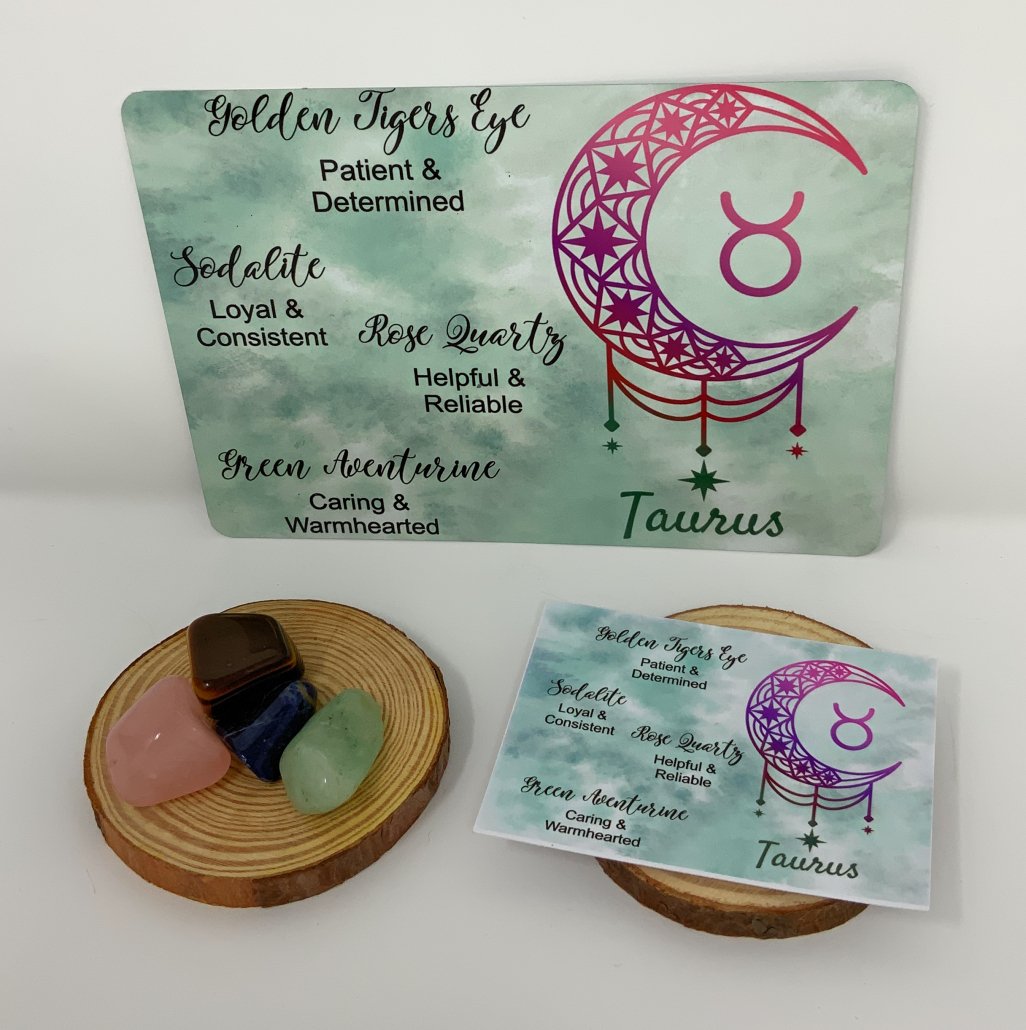 Golden Tigers Eye
Patient &
Determined
Sodalite
Loyal &
Consistent
Rose Quartz
Helpful &
Reliable
Green Aventurine
Caring &
Warmhearted
Taurus
Golden Tigers Eye
Patient &
Determined
Sodalite
Loyal &
Consistent
Rose Quartz
Helpful &
Reliable
Green Aventurine
Caring &
Warmhearted
Taurus